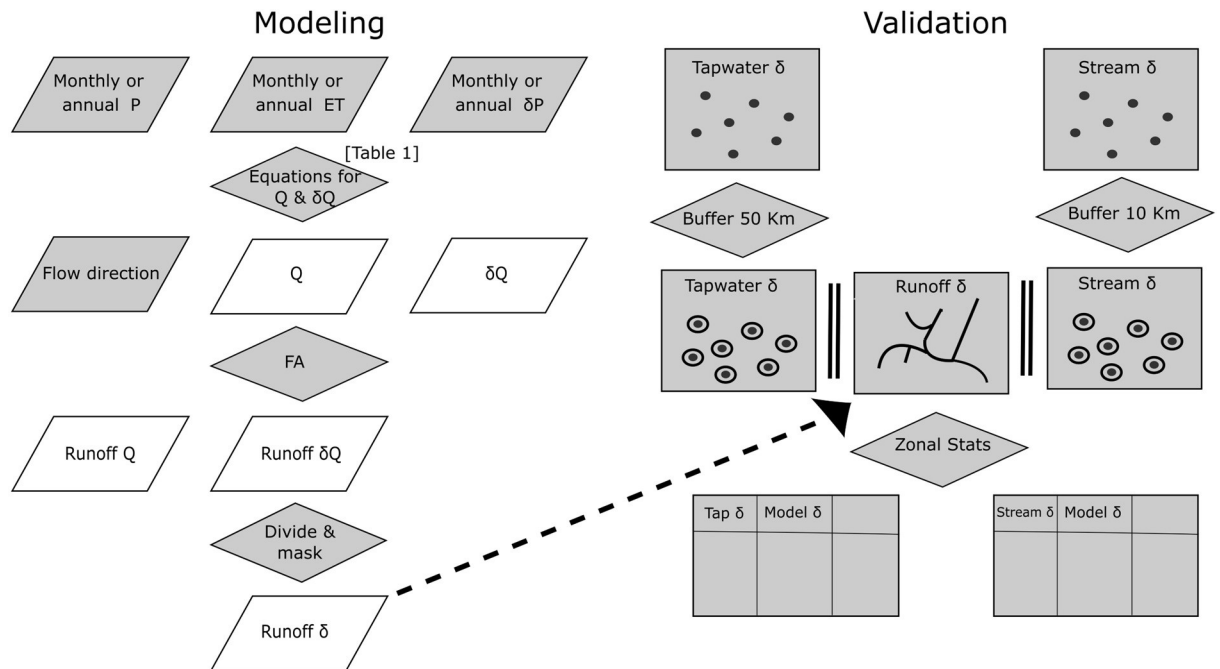 Modeling
Monthly or
annual P
Monthly or
annual ET
Monthly or
annual δP
[Table 1]
Equations for
Q & δQ
Flow direction
Q
δQ
FA
Runoff Q
Runoff δQ
Divide &
mask
Runoff δ
Validation
Tapwater δ
Stream δ
Buffer 50 Km
Buffer 10 Km
Tapwater δ
Runoff δ
Stream δ
Zonal Stats
Tap δ
Model δ
Stream δ
Model δ